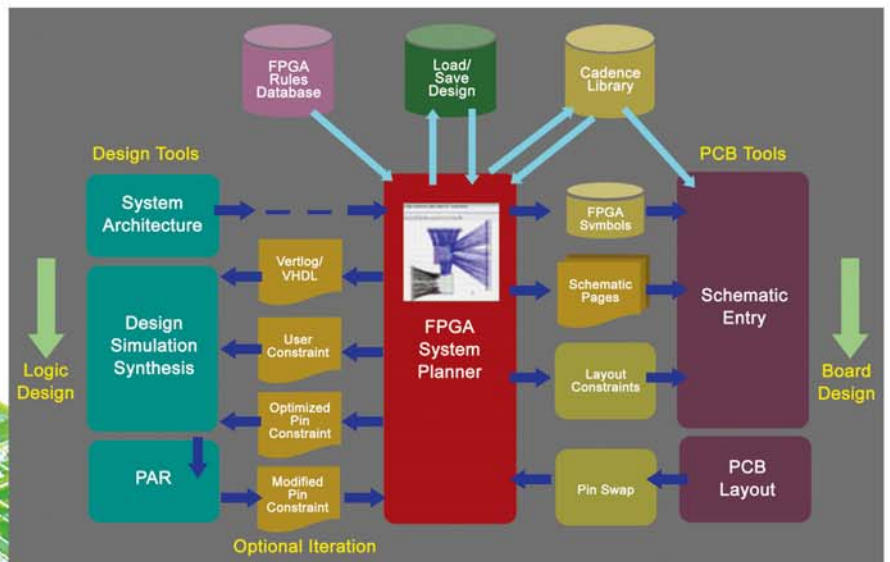 FPGA
Rules
Database
Load/
Save
Design
Cadence
Library
Design Tools
PCB Tools
System
Architecture
FPGA
Symbols
Vertlog/
VHDL
Schematic
Pages
Design
Simulation
Synthesis
User
Constraint
FPGA
System
Planner
Schematic
Entry
Layout
Constraints
Logic
Design
Board
Design
Optimized
Pin
Constraint
PAR
Modified
Pin
Constraint
Pin Swap
PCB
Layout
Optional Iteration